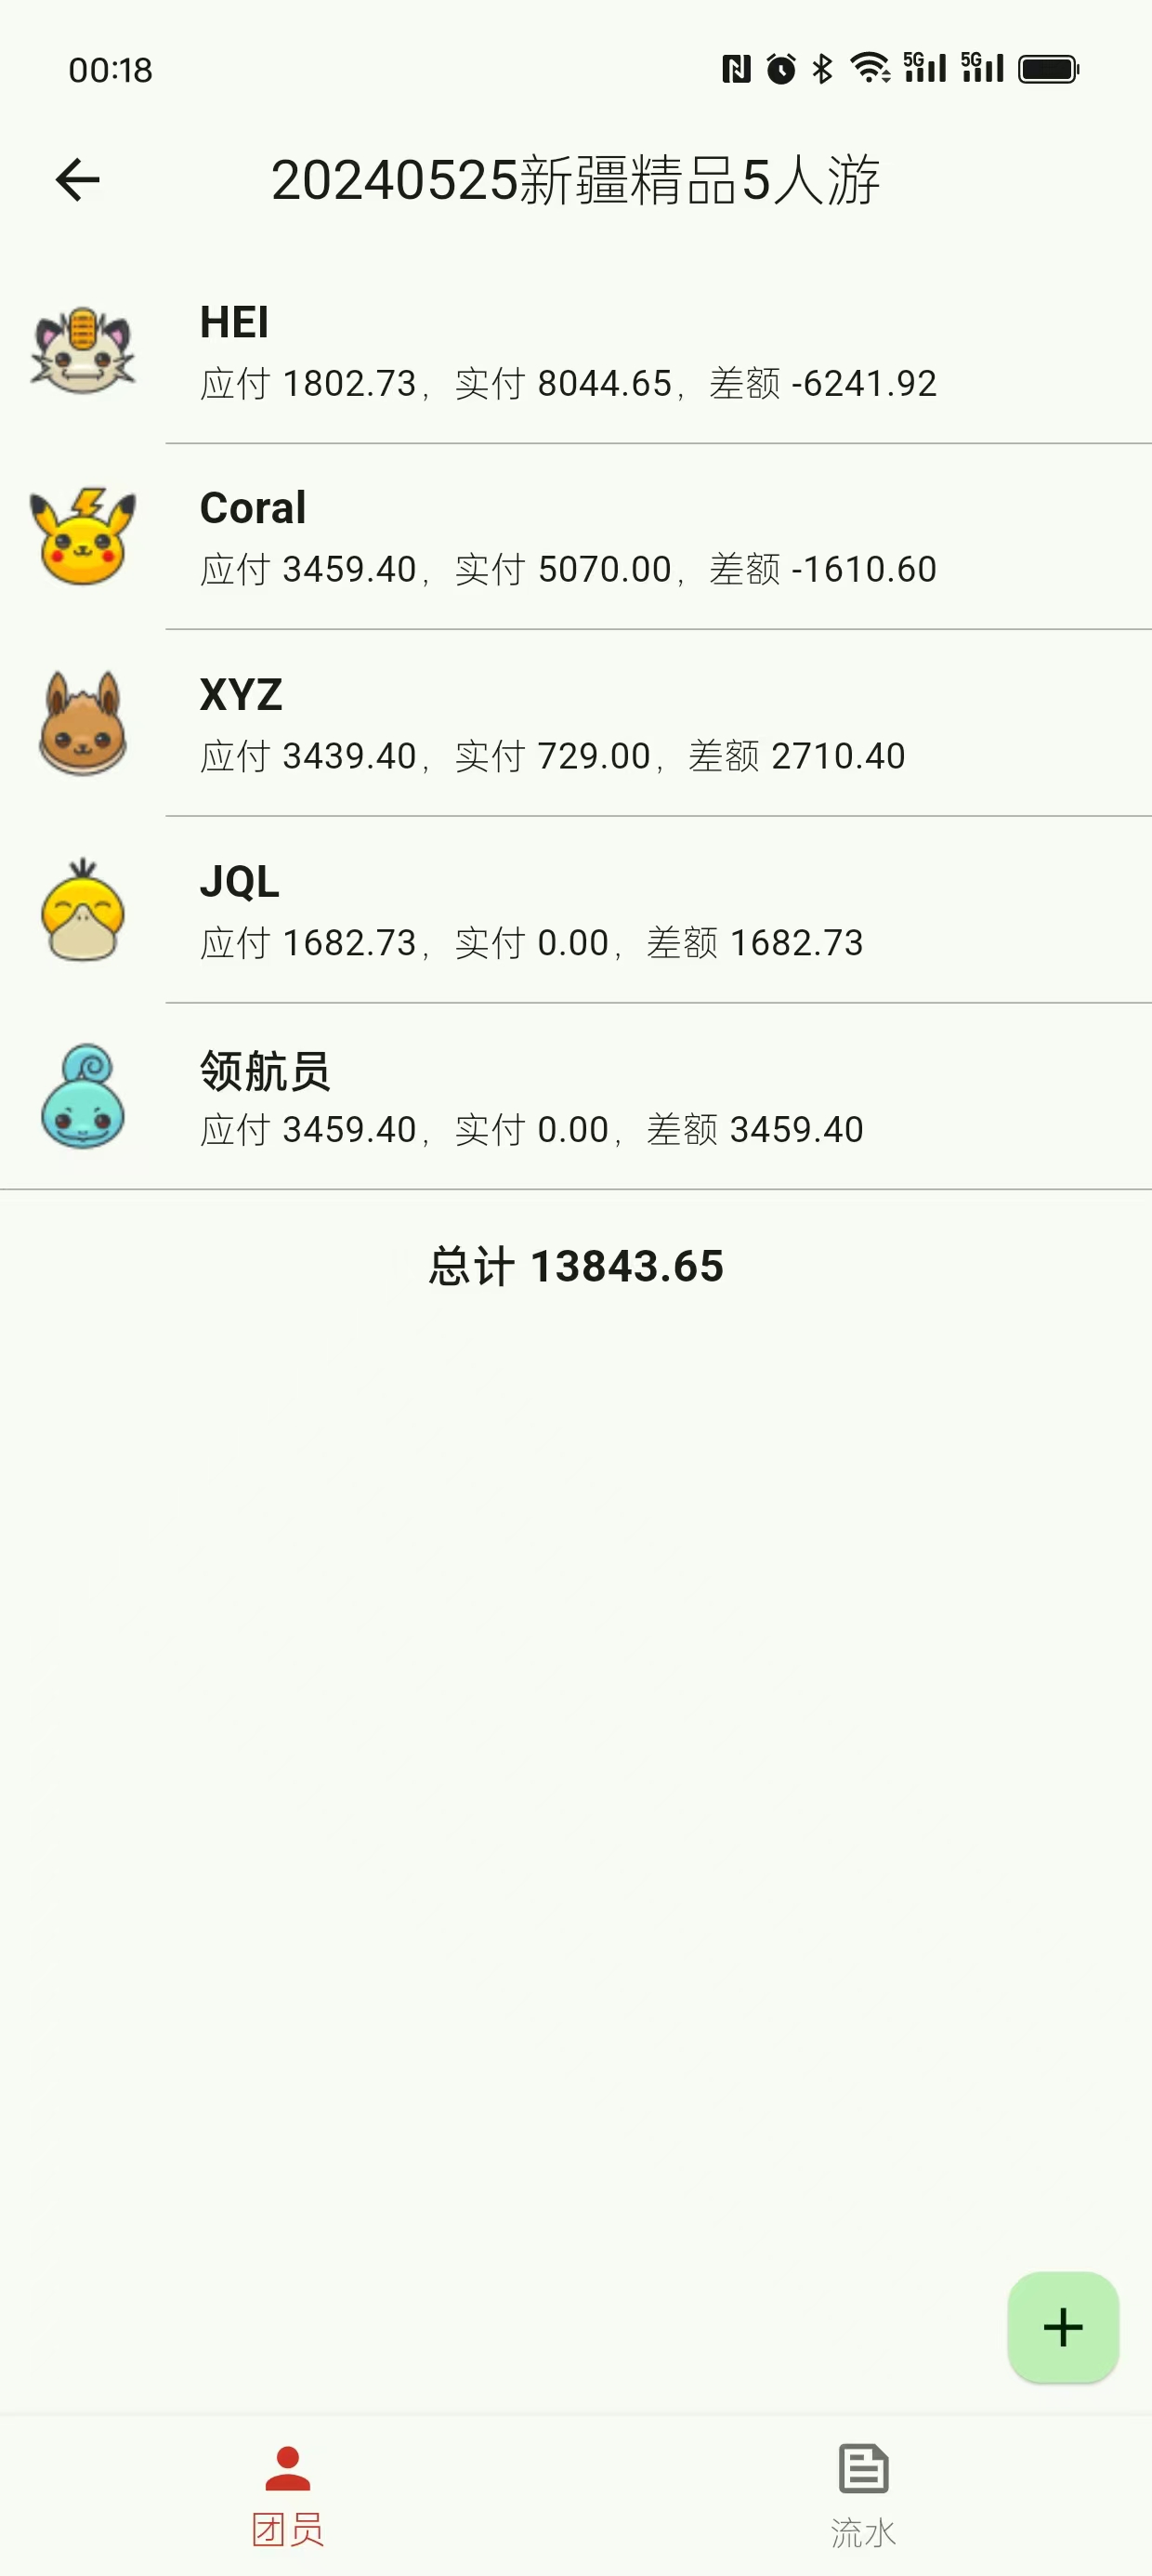 00:18
5G 5G
20240525新疆精品5人游
HEI
应付 1802.73，实付 8044.65，差额 -6241.92
Coral
应付 3459.40，实付 5070.00，差额 -1610.60
XYZ
应付 3439.40，实付 729.00，差额 2710.40
JQL
应付 1682.73，实付 0.00，差额 1682.73
领航员
应付 3459.40，实付 0.00，差额 3459.40
总计 13843.65
团员
流水